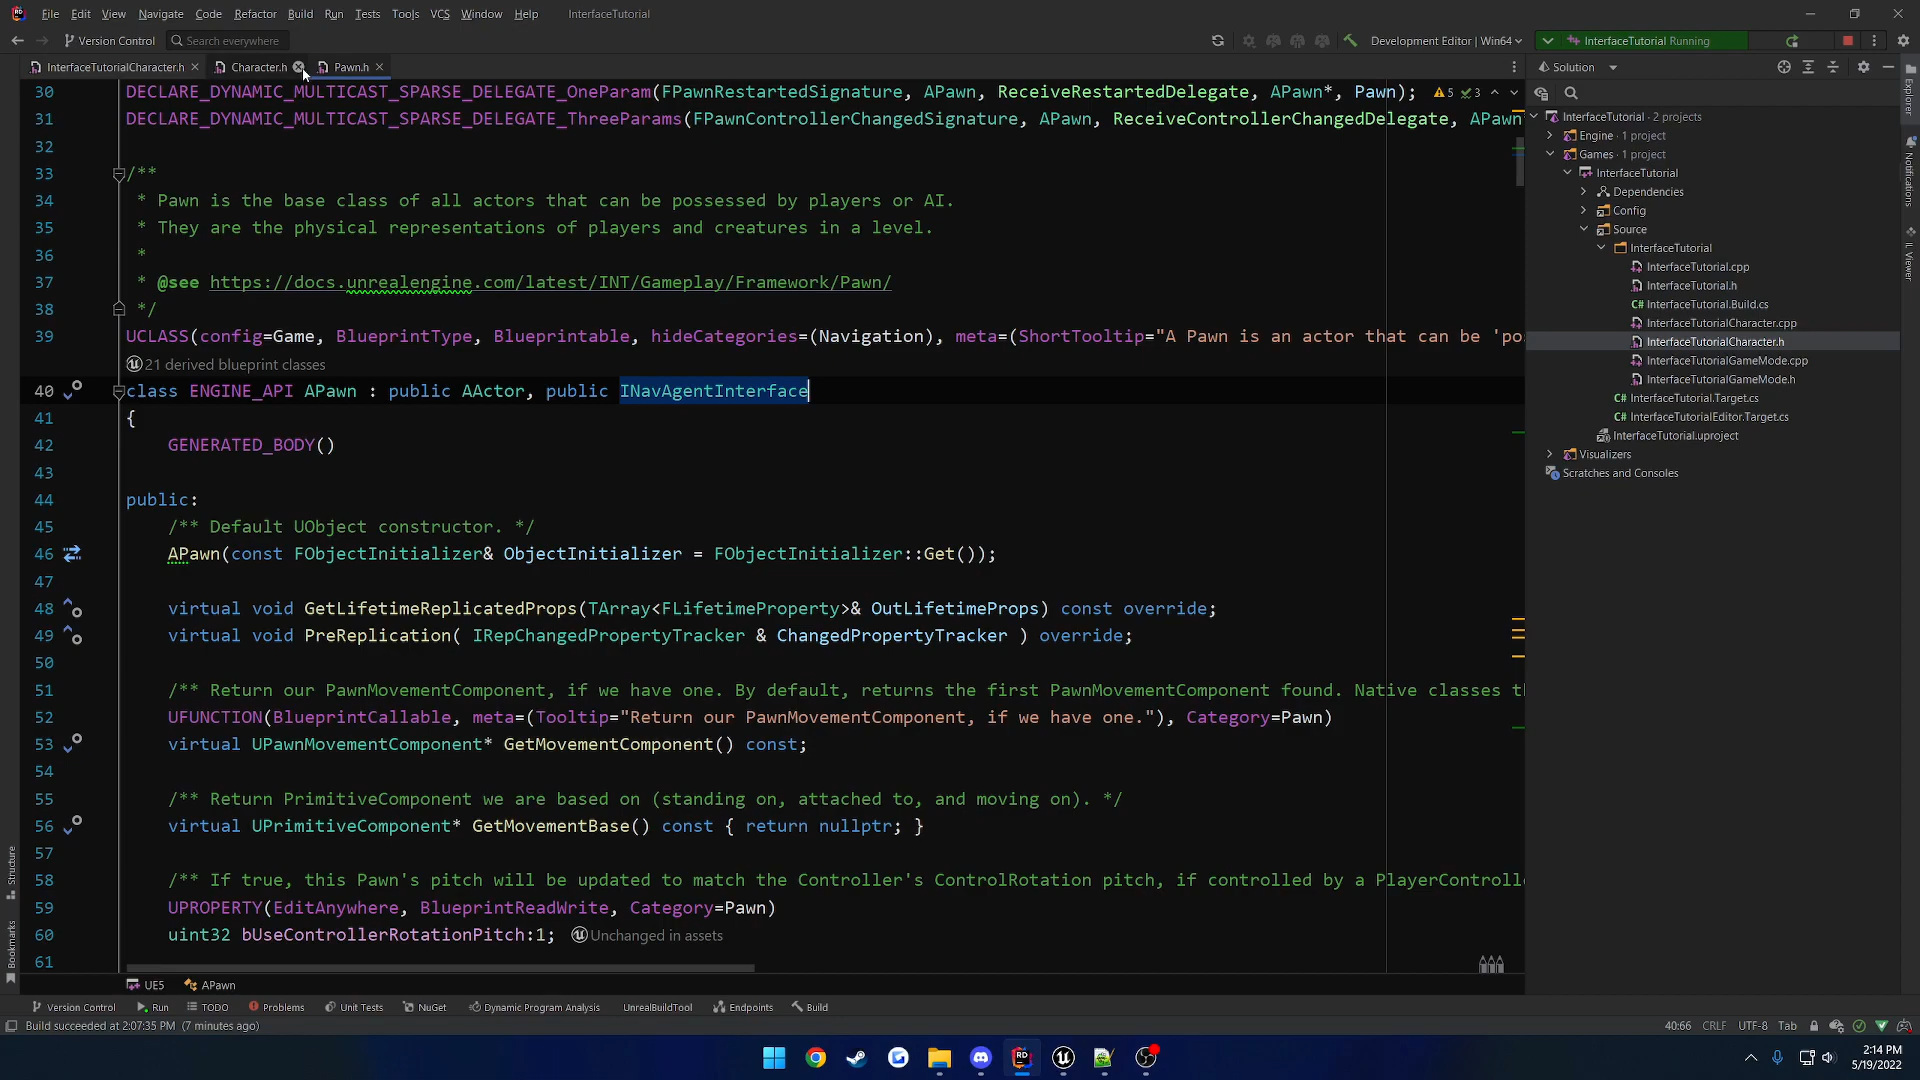 File Edit View Navigate Code Refactor Build Run Tests Tools VCS Window Help InterfaceTutorial
Version Control Search everywhere Development Editor | Win64 InterfaceTutorial Running
InterfaceTutorialCharacter.h Character.h Pawn.h
30 DECLARE_DYNAMIC_MULTICAST_SPARSE_DELEGATE_OneParam(FPawnRestartedSignature, APawn, ReceiveRestartedDelegate, APawn*, Pawn); 5 3
31 DECLARE_DYNAMIC_MULTICAST_SPARSE_DELEGATE_ThreeParams(FPawnControllerChangedSignature, APawn, ReceiveControllerChangedDelegate, APawn
32
33 /**
34 * Pawn is the base class of all actors that can be possessed by players or AI.
35 * They are the physical representations of players and creatures in a level.
36 *
37 * @see https://docs.unrealengine.com/latest/INT/Gameplay/Framework/Pawn/
38 */
39 UCLASS(config=Game, BlueprintType, Blueprintable, hideCategories=(Navigation), meta=(ShortTooltip="A Pawn is an actor that can be 'po
21 derived blueprint classes
40 class ENGINE_API APawn : public AActor, public INavAgentInterface
41 {
42 GENERATED_BODY()
43
44 public:
45 /** Default UObject constructor. */
46 APawn(const FObjectInitializer& ObjectInitializer = FObjectInitializer::Get());
47
48 virtual void GetLifetimeReplicatedProps(TArray<FLifetimeProperty>& OutLifetimeProps) const override;
49 virtual void PreReplication( IRepChangedPropertyTracker & ChangedPropertyTracker ) override;
50
51 /** Return our PawnMovementComponent, if we have one. By default, returns the first PawnMovementComponent found. Native classes t
52 UFUNCTION(BlueprintCallable, meta=(Tooltip="Return our PawnMovementComponent, if we have one."), Category=Pawn)
53 virtual UPawnMovementComponent* GetMovementComponent() const;
54
55 /** Return PrimitiveComponent we are based on (standing on, attached to, and moving on). */
56 virtual UPrimitiveComponent* GetMovementBase() const { return nullptr; }
57
58 /** If true, this Pawn's pitch will be updated to match the Controller's ControlRotation pitch, if controlled by a PlayerControll
59 UPROPERTY(EditAnywhere, BlueprintReadWrite, Category=Pawn)
60 uint32 bUseControllerRotationPitch:1; Unchanged in assets
61
UE5 APawn
Solution
InterfaceTutorial · 2 projects
Engine · 1 project
Games · 1 project
InterfaceTutorial
Dependencies
Config
Source
InterfaceTutorial
InterfaceTutorial.cpp
InterfaceTutorial.h
C# InterfaceTutorial.Build.cs
InterfaceTutorialCharacter.cpp
InterfaceTutorialCharacter.h
InterfaceTutorialGameMode.cpp
InterfaceTutorialGameMode.h
C# InterfaceTutorial.Target.cs
C# InterfaceTutorialEditor.Target.cs
InterfaceTutorial.uproject
Visualizers
Scratches and Consoles
Explorer
Notifications
IL Viewer
Structure
Bookmarks
Version Control Run TODO Problems Unit Tests NuGet Dynamic Program Analysis UnrealBuildTool Endpoints Build
Build succeeded at 2:07:35 PM (7 minutes ago) 40:66 CRLF UTF-8 Tab
2:14 PM
5/19/2022